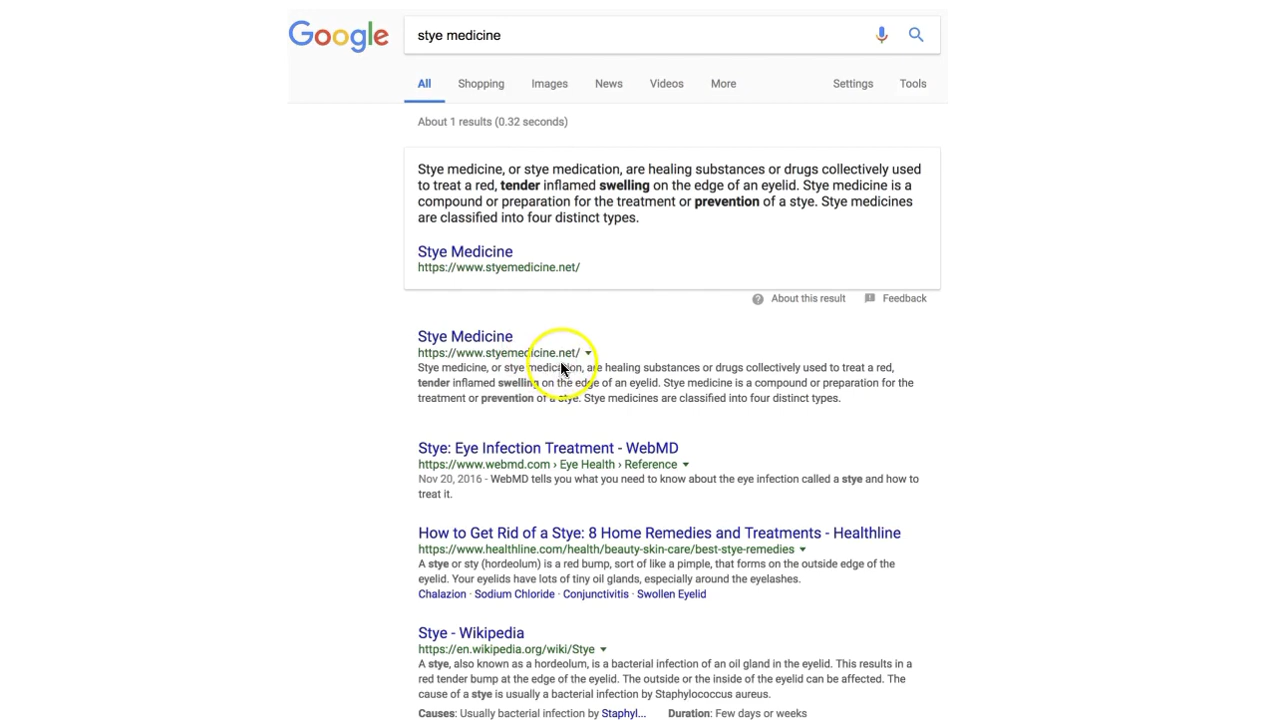 Google
stye medicine
All Shopping Images News Videos More Settings Tools
About 1 results (0.32 seconds)
Stye medicine, or stye medication, are healing substances or drugs collectively used
to treat a red, tender inflamed swelling on the edge of an eyelid. Stye medicine is a
compound or preparation for the treatment or prevention of a stye. Stye medicines
are classified into four distinct types.
Stye Medicine
https://www.styemedicine.net/
About this result Feedback
Stye Medicine
https://www.styemedicine.net/
Stye medicine, or stye medication, are healing substances or drugs collectively used to treat a red,
tender inflamed swelling on the edge of an eyelid. Stye medicine is a compound or preparation for the
treatment or prevention of a stye. Stye medicines are classified into four distinct types.
Stye: Eye Infection Treatment - WebMD
https://www.webmd.com › Eye Health › Reference
Nov 20, 2016 - WebMD tells you what you need to know about the eye infection called a stye and how to
treat it.
How to Get Rid of a Stye: 8 Home Remedies and Treatments - Healthline
https://www.healthline.com/health/beauty-skin-care/best-stye-remedies
A stye or sty (hordeolum) is a red bump, sort of like a pimple, that forms on the outside edge of the
eyelid. Your eyelids have lots of tiny oil glands, especially around the eyelashes.
Chalazion · Sodium Chloride · Conjunctivitis · Swollen Eyelid
Stye - Wikipedia
https://en.wikipedia.org/wiki/Stye
A stye, also known as a hordeolum, is a bacterial infection of an oil gland in the eyelid. This results in a
red tender bump at the edge of the eyelid. The outside or the inside of the eyelid can be affected. The
cause of a stye is usually a bacterial infection by Staphylococcus aureus.
Causes: Usually bacterial infection by Staphyl... Duration: Few days or weeks